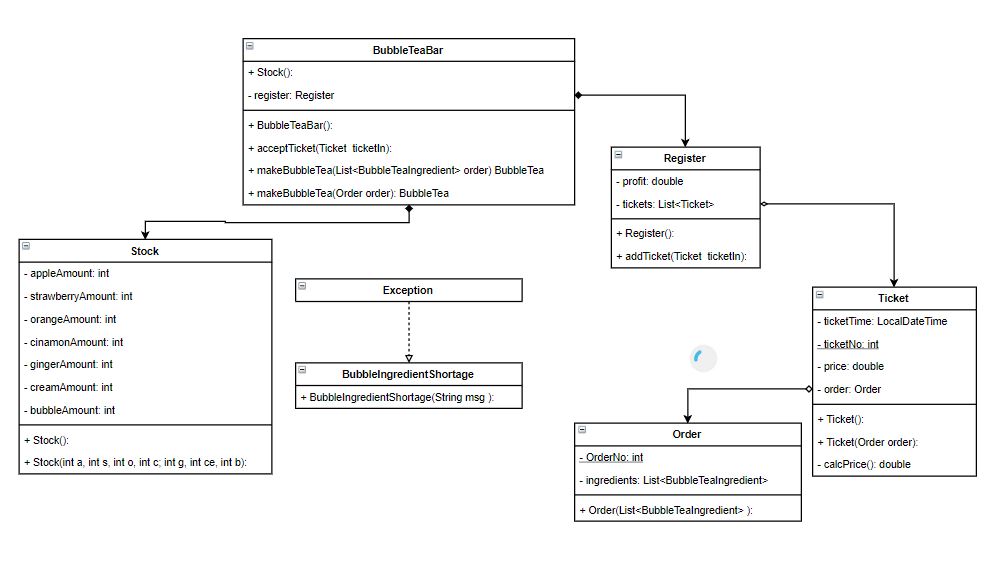 BubbleTeaBar
+ Stock():
- register: Register
+ BubbleTeaBar():
+ acceptTicket(Ticket ticketIn):
+ makeBubbleTea(List<BubbleTeaIngredient> order) BubbleTea
+ makeBubbleTea(Order order): BubbleTea
Register
- profit: double
- tickets: List<Ticket>
+ Register():
+ addTicket(Ticket ticketIn):
Stock
- appleAmount: int
- strawberryAmount: int
- orangeAmount: int
- cinamonAmount: int
- gingerAmount: int
- creamAmount: int
- bubbleAmount: int
+ Stock():
+ Stock(int a, int s, int o, int c; int g, int ce, int b):
Exception
BubbleIngredientShortage
+ BubbleIngredientShortage(String msg ):
Ticket
- ticketTime: LocalDateTime
- ticketNo: int
- price: double
- order: Order
+ Ticket():
+ Ticket(Order order):
- calcPrice(): double
Order
- OrderNo: int
- ingredients: List<BubbleTeaIngredient>
+ Order(List<BubbleTeaIngredient> ):